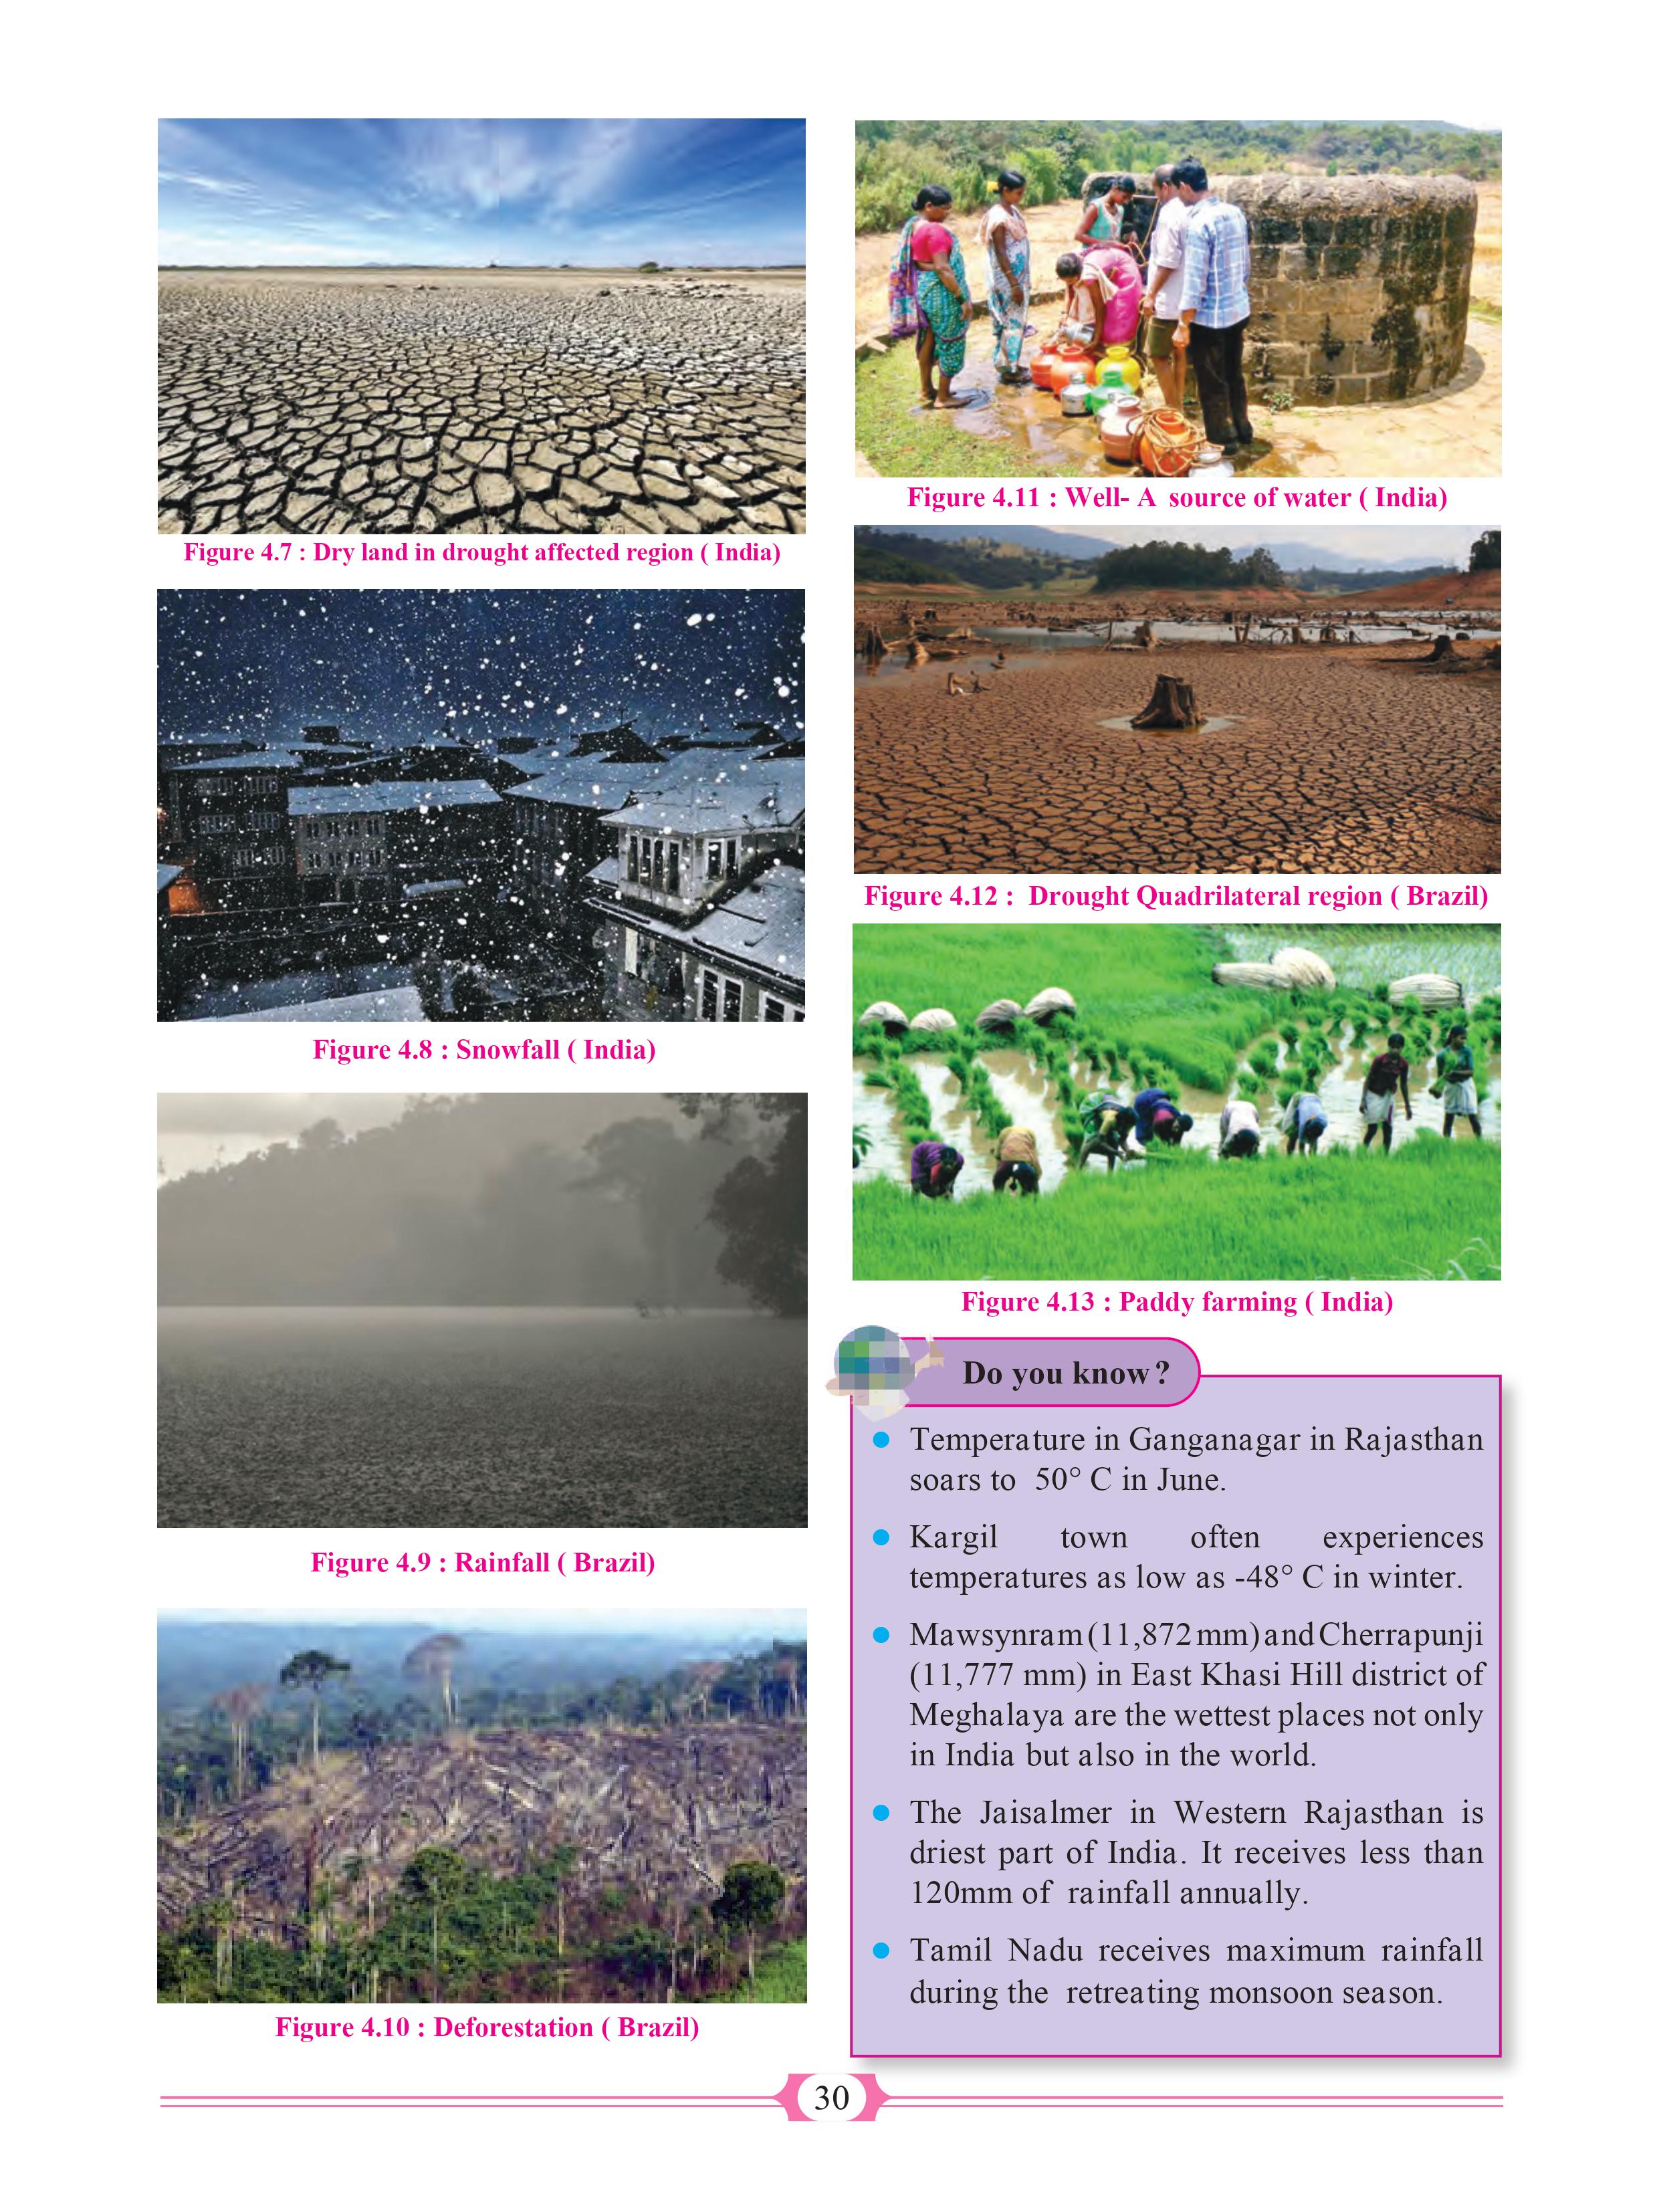 Figure 4.7 : Dry land in drought affected region ( India)
Figure 4.8 : Snowfall ( India)
Figure 4.9 : Rainfall ( Brazil)
Figure 4.10 : Deforestation ( Brazil)
Figure 4.11 : Well- A source of water ( India)
Figure 4.12 : Drought Quadrilateral region ( Brazil)
Figure 4.13 : Paddy farming ( India)
Do you know?
● Temperature in Ganganagar in Rajasthan
soars to 50° C in June.
● Kargil town often experiences
temperatures as low as -48° C in winter.
● Mawsynram (11,872 mm) and Cherrapunji
(11,777 mm) in East Khasi Hill district of
Meghalaya are the wettest places not only
in India but also in the world.
● The Jaisalmer in Western Rajasthan is
driest part of India. It receives less than
120mm of rainfall annually.
● Tamil Nadu receives maximum rainfall
during the retreating monsoon season.
30